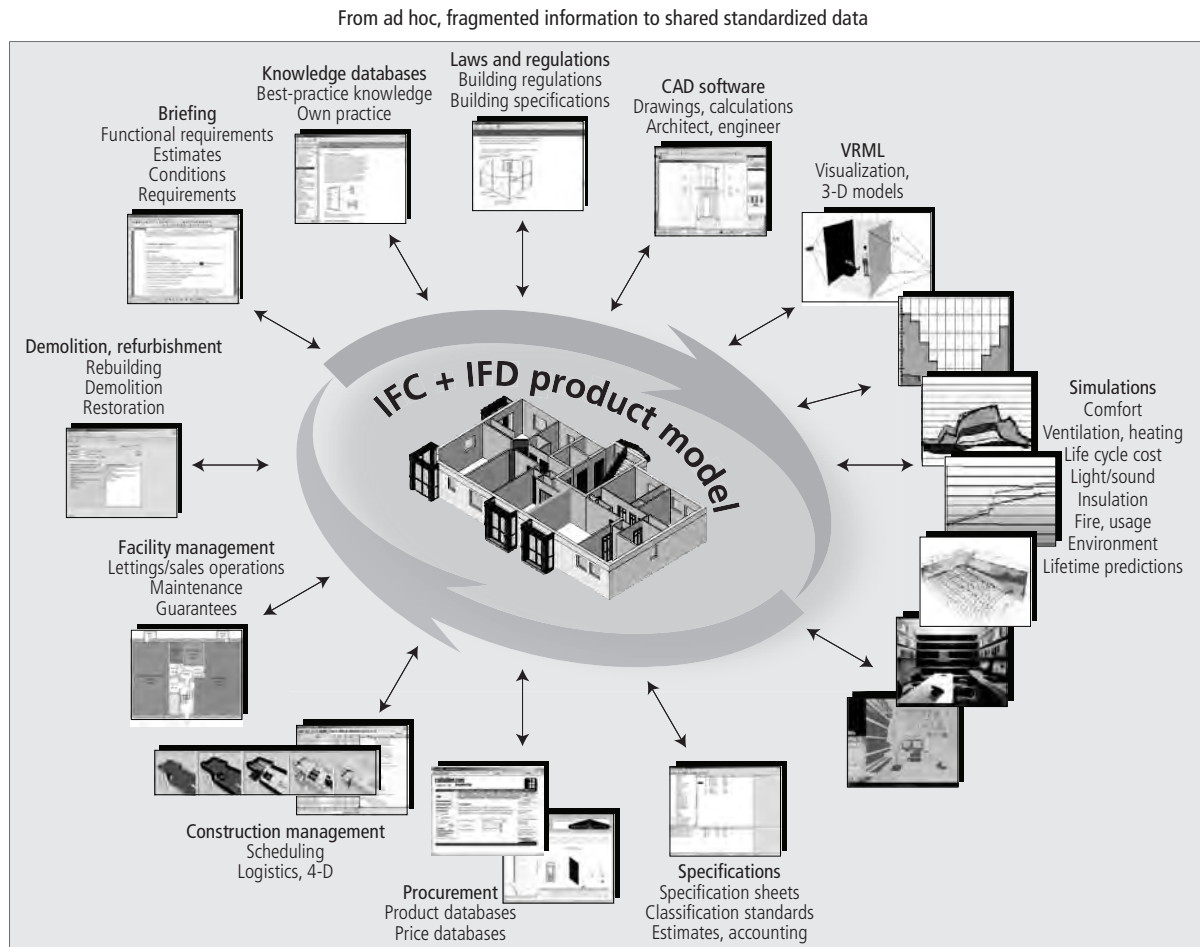 From ad hoc, fragmented information to shared standardized data
Knowledge databases
Best-practice knowledge
Own practice
Laws and regulations
Building regulations
Building specifications
CAD software
Drawings, calculations
Architect, engineer
Briefing
Functional requirements
Estimates
Conditions
Requirements
VRML
Visualization,
3-D models
Demolition, refurbishment
Rebuilding
Demolition
Restoration
IFC + IFD product model
Simulations
Comfort
Ventilation, heating
Life cycle cost
Light/sound
Insulation
Fire, usage
Environment
Lifetime predictions
Facility management
Lettings/sales operations
Maintenance
Guarantees
Construction management
Scheduling
Logistics, 4-D
Procurement
Product databases
Price databases
Specifications
Specification sheets
Classification standards
Estimates, accounting